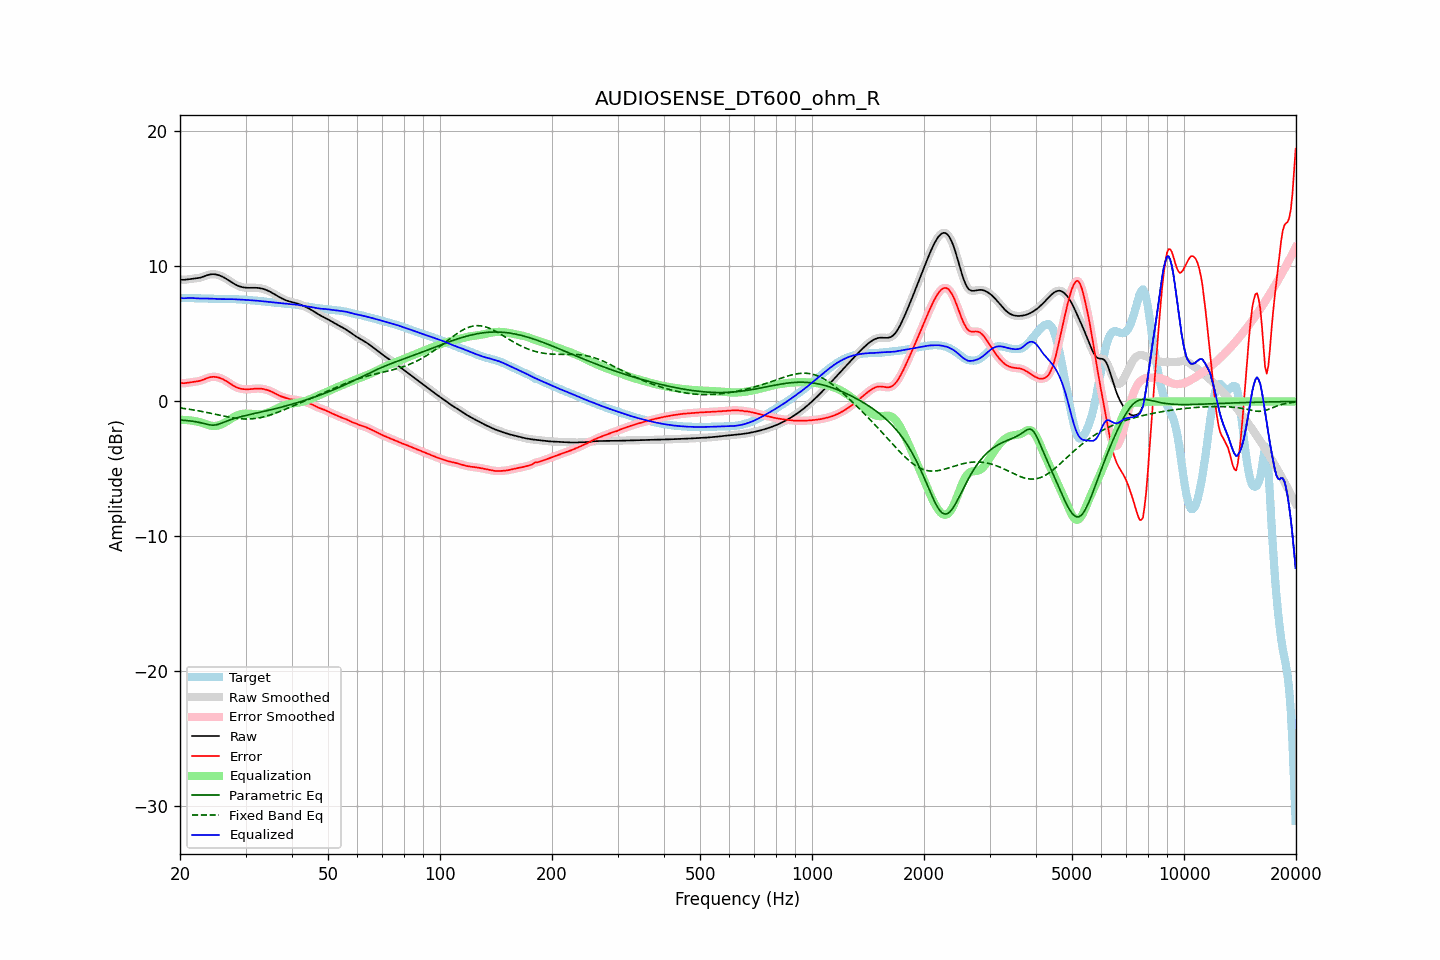 AUDIOSENSE_DT600_ohm_R
20
10
0
−10
−20
−30
Amplitude (dBr)
Target
Raw Smoothed
Error Smoothed
Raw
Error
Equalization
Parametric Eq
Fixed Band Eq
Equalized
20 50 100 200 500 1000 2000 5000 10000 20000
Frequency (Hz)